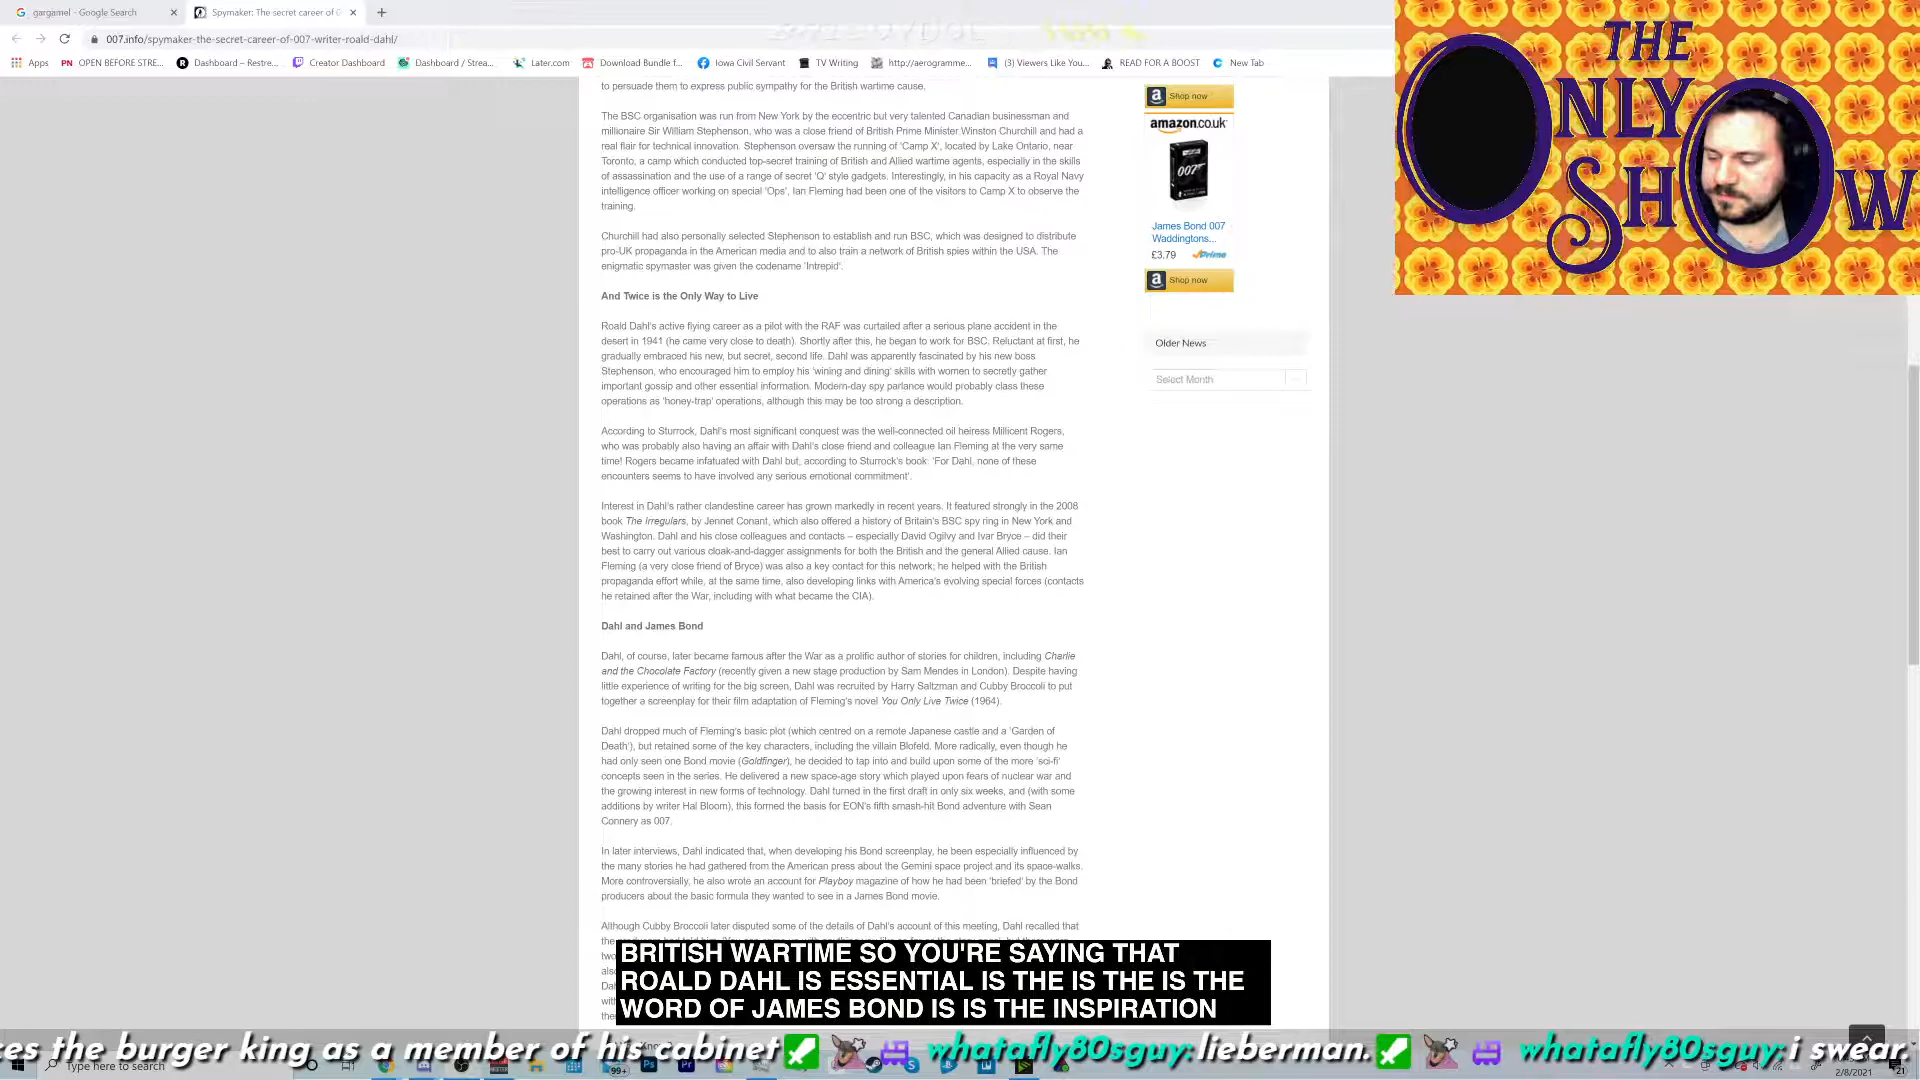 gargamel - Google Search
Spymaker: The secret career of
007.info/spymaker-the-secret-career-of-007-writer-roald-dahl/
Apps
OPEN BEFORE STRE...
Dashboard – Restre...
Creator Dashboard
Dashboard / Strea...
Later.com
Download Bundle f...
Iowa Civil Servant
TV Writing
http://aerogramme...
(3) Viewers Like You...
READ FOR A BOOST
New Tab
THE
ONLY
SHOW
to persuade them to express public sympathy for the British wartime cause.
The BSC organisation was run from New York by the eccentric but very talented Canadian businessman and
millionaire Sir William Stephenson, who was a close friend of British Prime Minister Winston Churchill and had a
real flair for technical innovation. Stephenson oversaw the running of 'Camp X', located by Lake Ontario, near
Toronto, a camp which conducted top-secret training of British and Allied wartime agents, especially in the skills
of assassination and the use of a range of secret 'Q' style gadgets. Interestingly, in his capacity as a Royal Navy
intelligence officer working on special 'Ops', Ian Fleming had been one of the visitors to Camp X to observe the
training.
Churchill had also personally selected Stephenson to establish and run BSC, which was designed to distribute
pro-UK propaganda in the American media and to also train a network of British spies within the USA. The
enigmatic spymaster was given the codename 'Intrepid'.
And Twice is the Only Way to Live
Roald Dahl's active flying career as a pilot with the RAF was curtailed after a serious plane accident in the
desert in 1941 (he came very close to death). Shortly after this, he began to work for BSC. Reluctant at first, he
gradually embraced his new, but secret, second life. Dahl was apparently fascinated by his new boss
Stephenson, who encouraged him to employ his 'wining and dining' skills with women to secretly gather
important gossip and other essential information. Modern-day spy parlance would probably class these
operations as 'honey-trap' operations, although this may be too strong a description.
According to Sturrock, Dahl's most significant conquest was the well-connected oil heiress Millicent Rogers,
who was probably also having an affair with Dahl's close friend and colleague Ian Fleming at the very same
time! Rogers became infatuated with Dahl but, according to Sturrock's book: 'For Dahl, none of these
encounters seems to have involved any serious emotional commitment'.
Interest in Dahl's rather clandestine career has grown markedly in recent years. It featured strongly in the 2008
book The Irregulars, by Jennet Conant, which also offered a history of Britain's BSC spy ring in New York and
Washington. Dahl and his close colleagues and contacts – especially David Ogilvy and Ivar Bryce – did their
best to carry out various cloak-and-dagger assignments for both the British and the general Allied cause. Ian
Fleming (a very close friend of Bryce) was also a key contact for this network; he helped with the British
propaganda effort while, at the same time, also developing links with America's evolving special forces (contacts
he retained after the War, including with what became the CIA).
Dahl and James Bond
Dahl, of course, later became famous after the War as a prolific author of stories for children, including Charlie
and the Chocolate Factory (recently given a new stage production by Sam Mendes in London). Despite having
little experience of writing for the big screen, Dahl was recruited by Harry Saltzman and Cubby Broccoli to put
together a screenplay for their film adaptation of Fleming's novel You Only Live Twice (1964).
Dahl dropped much of Fleming's basic plot (which centred on a remote Japanese castle and a 'Garden of
Death'), but retained some of the key characters, including the villain Blofeld. More radically, even though he
had only seen one Bond movie (Goldfinger), he decided to tap into and build upon some of the more 'sci-fi'
concepts seen in the series. He delivered a new space-age story which played upon fears of nuclear war and
the growing interest in new forms of technology. Dahl turned in the first draft in only six weeks, and (with some
additions by writer Hal Bloom), this formed the basis for EON's fifth smash-hit Bond adventure with Sean
Connery as 007.
In later interviews, Dahl indicated that, when developing his Bond screenplay, he been especially influenced by
the many stories he had gathered from the American press about the Gemini space project and its space-walks.
More controversially, he also wrote an account for Playboy magazine of how he had been 'briefed' by the Bond
producers about the basic formula they wanted to see in a James Bond movie.
Although Cubby Broccoli later disputed some of the details of Dahl's account of this meeting, Dahl recalled that
Shop now
amazon.co.uk
007
James Bond 007
Waddingtons...
£3.79 Prime
Shop now
Older News
Select Month
BRITISH WARTIME SO YOU'RE SAYING THAT
ROALD DAHL IS ESSENTIAL IS THE IS THE IS THE
WORD OF JAMES BOND IS IS THE INSPIRATION
the burger king as a member of his cabinet whatafly80sguy: lieberman. whatafly80sguy: i swear.
Type here to search
99+
2/8/2021
21